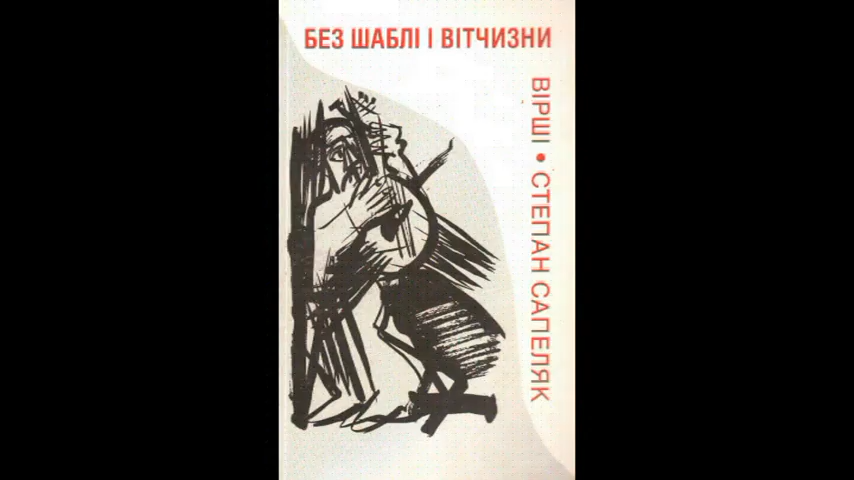 БЕЗ ШАБЛІ І ВІТЧИЗНИ
ВІРШІ • СТЕПАН САПЕЛЯК